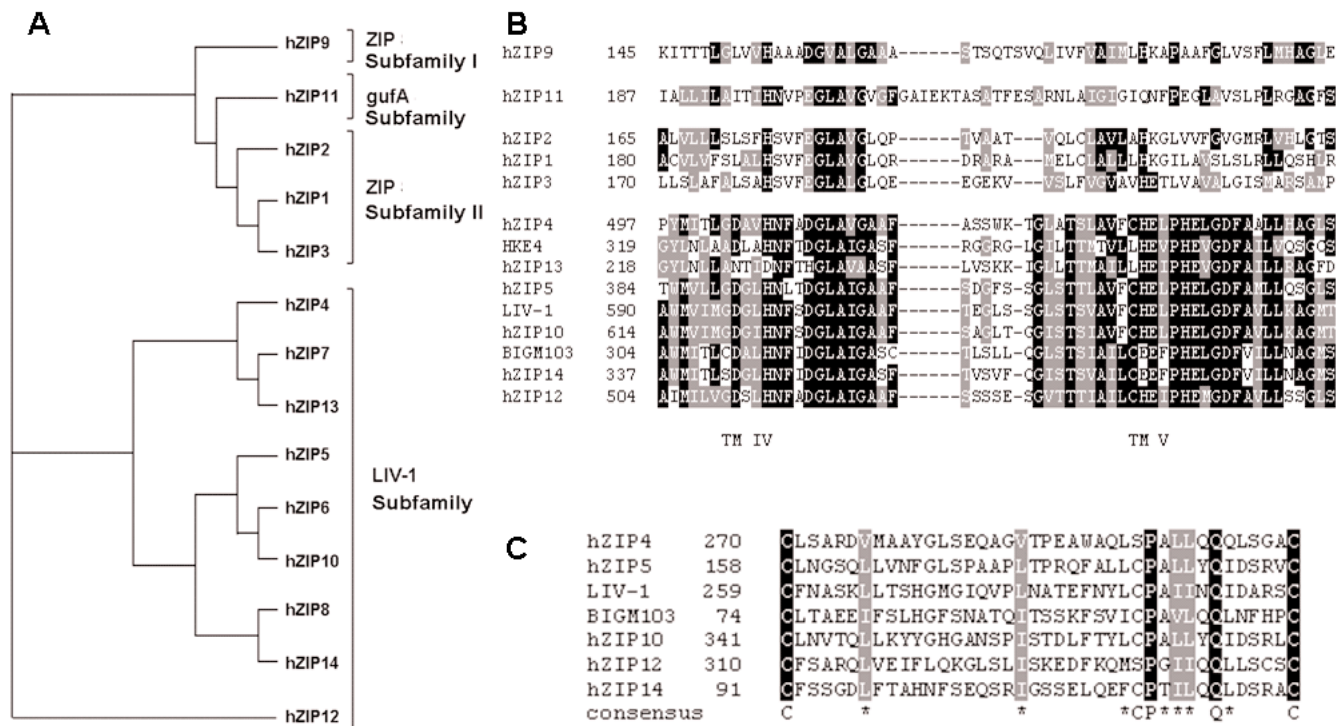 A
hZIP9
ZIP
Subfamily I
hZIP11
gufA
Subfamily
hZIP2
hZIP1
hZIP3
ZIP
Subfamily II
hZIP4
hZIP7
hZIP13
hZIP5
hZIP6
hZIP10
hZIP8
hZIP14
hZIP12
LIV-1
Subfamily
B
hZIP9 145 KITTTLGLVVHAAADGVALGAAA------STSQTSVQLIVFVAIMLHKAPAAFGLVSFLMHAGLE
hZIP11 187 IALLILAITIHNVPEGLAVGVGFGAIEKTASATFESARNLAIGIGIQNFPEGLAVSLPLRGAGFS
hZIP2 165 ALVLLLSLSFHSVFEGLAVGLQP------TVAAT---VQLCLAVLAHKGLVVFGVGMRLVHLGTS
hZIP1 180 ACVLVFSLALHSVFEGLAVGLQR------DRARA---MELCLALLLHKGILAVSLSLRLLQSHLR
hZIP3 170 LLSLAFALSAHSVFEGLALGLQE------EGEKV---VSLFVGVAVHETLVAVALGISMARSAMP
hZIP4 497 PYMITLGDAVHNFADGLAVGAAF------ASSWK-TGLATSLAVFCHELPHELGDFAALLHAGLS
HKE4 319 GYLNLAADLAHNFTDGLAIGASF------RGGRG-LGILTTMTVLLHEVPHEVGDFAILVQSGCS
hZIP13 218 GYLNLLANTIDNFTHGLAVAASF------LVSKK-IGLLTTMAILLHEIPHEVGDFAILLRAGFD
hZIP5 384 TWMVLLGDGLHNLTDGLAIGAAF------SDGFS-SGLSTTLAVFCHELPHELGDFAMLLQSGLS
LIV-1 590 AWMVIMGDGLHNFSDGLAIGAAF------TEGLS-SGLSTSVAVFCHELPHELGDFAVLLKAGMT
hZIP10 614 AWMVIMGDGIHNFSDGLAIGAAF------SAGLT-GGISTSIAVFCHELPHELGDFAVLLKAGMT
BIGM103 304 AWMITLCDALHNFIDGLAIGASC------TLSLL-QGLSTSIAILCEEFPHELGDFVILLNAGMS
hZIP14 337 AWMITLSDGLHNFIDGLAIGASF------TVSVF-QGISTSVAILCEEFPHELGDFVILLNAGMS
hZIP12 504 AIMILVGDSLHNFADGLAIGAAF------SSSSE-SGVTTTIAILCHEIPHEMGDFAVLLSSGLS
TM IV TM V
C
hZIP4 270 CLSARDVMAAYGLSEQAGVTPEAWAQLSPALLQQQLSGAC
hZIP5 158 CLNGSQLLVNFGLSPAAPLTPRQFALLCPALLYQIDSRVC
LIV-1 259 CFNASKLLTSHGMGIQVPLNATEFNYLCPAIINQIDARSC
BIGM103 74 CLTAEEIFSLHGFSNATQITSSKFSVICPAVLQQLNFHPC
hZIP10 341 CLNVTQLLKYYGHGANSPISTDLFTYLCPALLYQIDSRLC
hZIP12 310 CFSARQLVEIFLQKGLSLISKEDFKQMSPGIIQQLLSCSC
hZIP14 91 CFSSGDLFTAHNFSEQSRIGSSELQEFCPTILQQLDSRAC
consensus C * * *CP*** Q* C